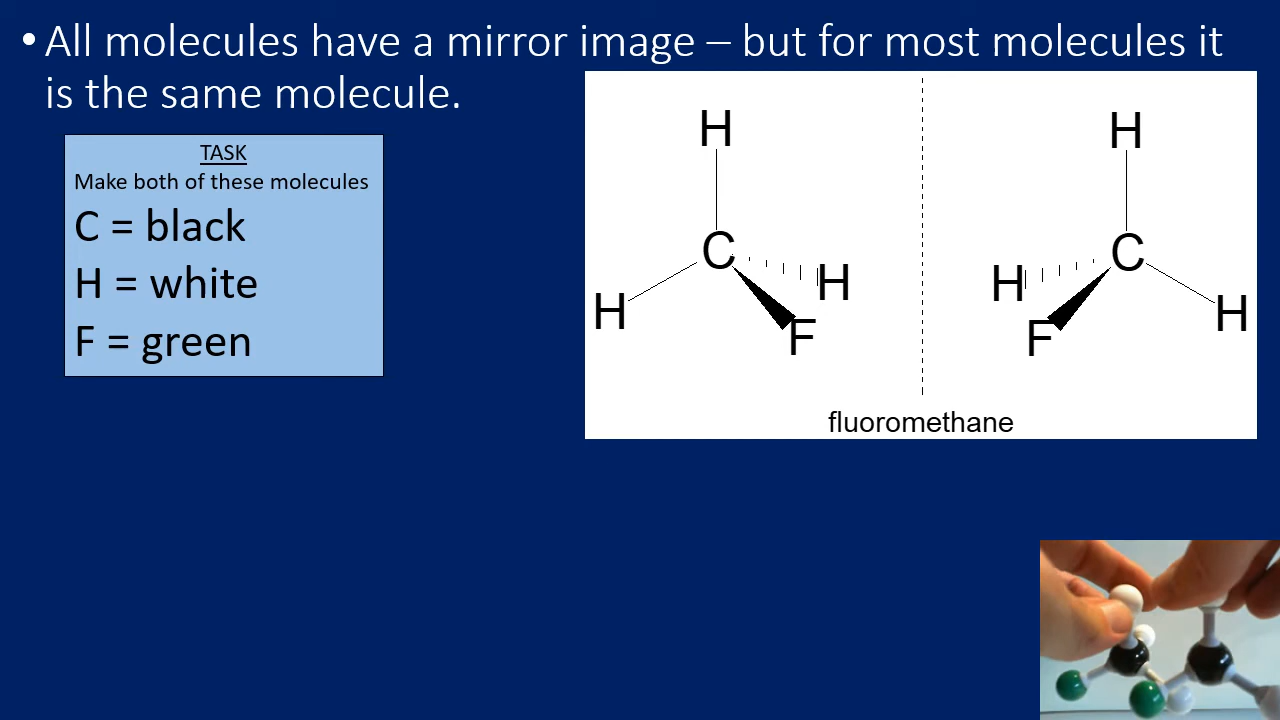 • All molecules have a mirror image – but for most molecules it
is the same molecule.
TASK
Make both of these molecules
C = black
H = white
F = green
H
C
H
H
F
H
C
H
F
H
fluoromethane